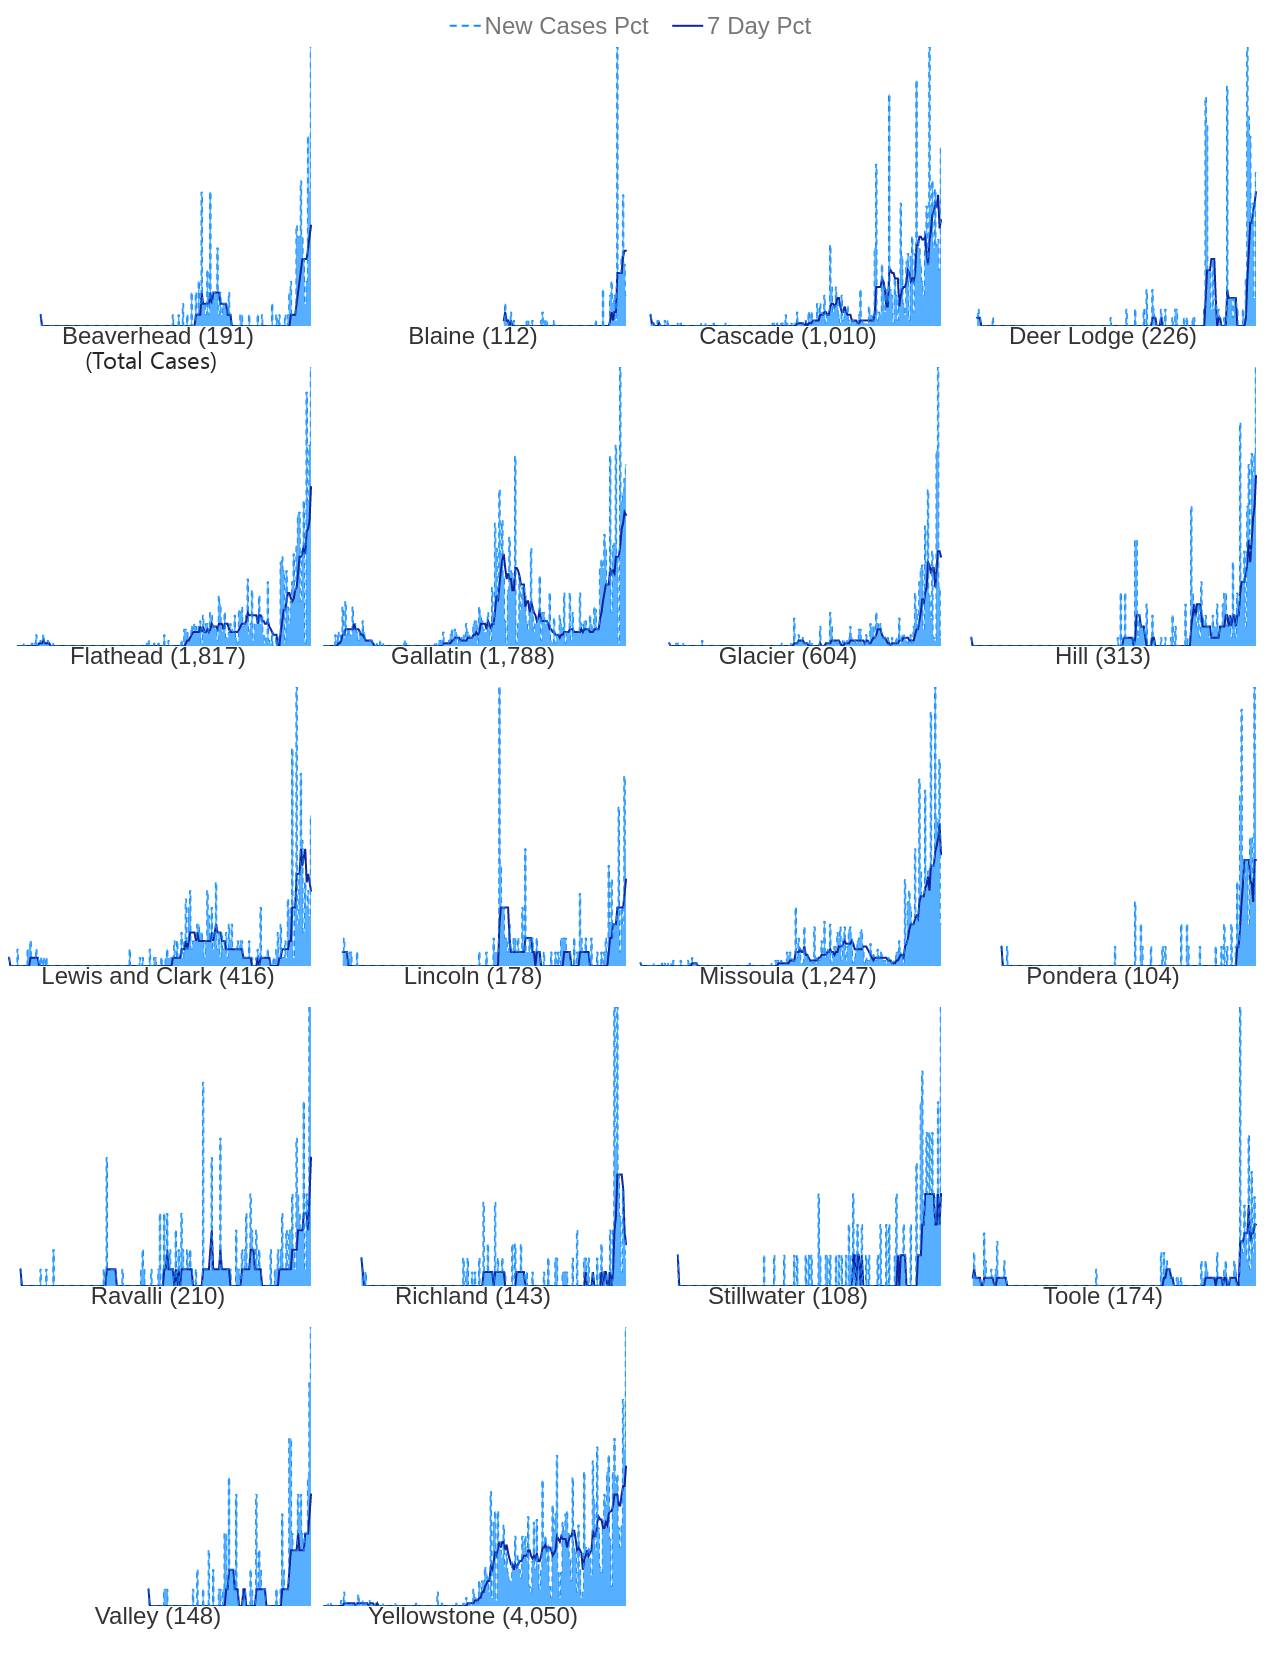 New Cases Pct 7 Day Pct
Beaverhead (191) Blaine (112) Cascade (1,010) Deer Lodge (226)
(Total Cases)
Flathead (1,817) Gallatin (1,788) Glacier (604) Hill (313)
Lewis and Clark (416) Lincoln (178) Missoula (1,247) Pondera (104)
Ravalli (210) Richland (143) Stillwater (108) Toole (174)
Valley (148) Yellowstone (4,050)